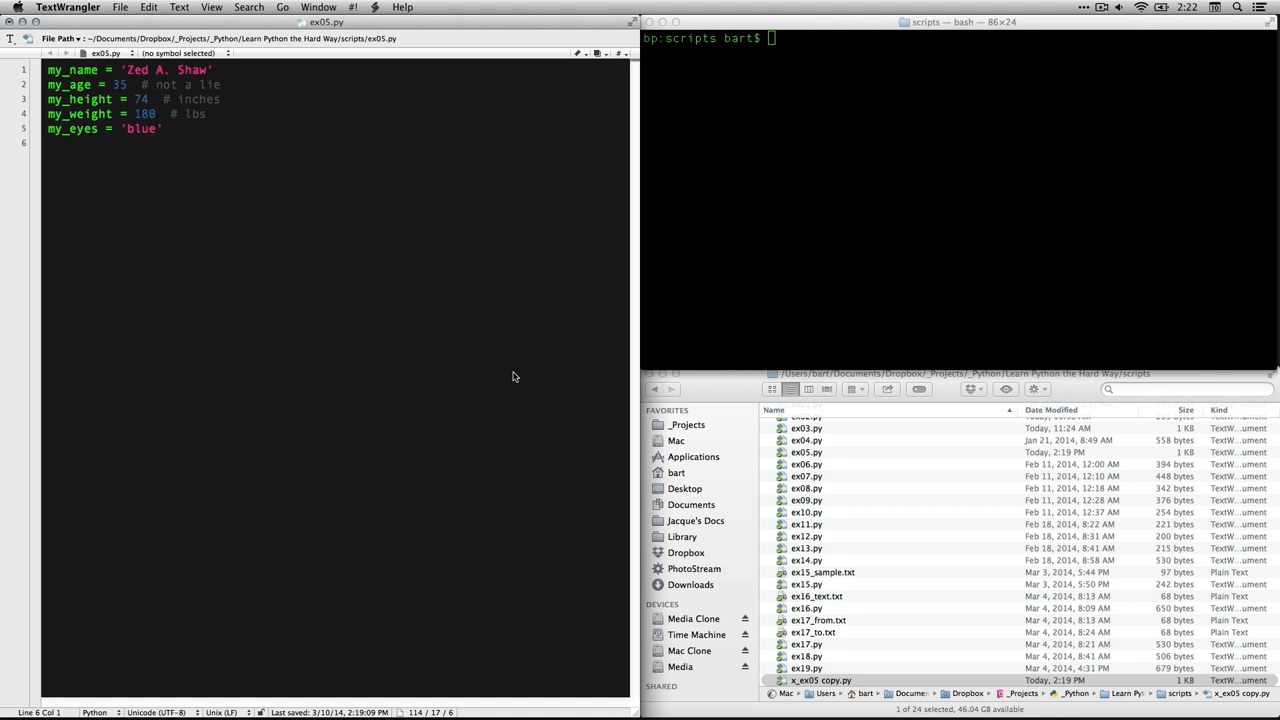 TextWrangler File Edit Text View Search Go Window #! Help 2:22
ex05.py
File Path ▾ : ~/Documents/Dropbox/_Projects/_Python/Learn Python the Hard Way/scripts/ex05.py
ex05.py (no symbol selected)
1 my_name = 'Zed A. Shaw'
2 my_age = 35 # not a lie
3 my_height = 74 # inches
4 my_weight = 180 # lbs
5 my_eyes = 'blue'
6
Line 6 Col 1 Python Unicode (UTF-8) Unix (LF) Last saved: 3/10/14, 2:19:09 PM 114 / 17 / 6
scripts — bash — 86×24
bp:scripts bart$
/Users/bart/Documents/Dropbox/_Projects/_Python/Learn Python the Hard Way/scripts
FAVORITES
_Projects
Mac
Applications
bart
Desktop
Documents
Jacque's Docs
Library
Dropbox
PhotoStream
Downloads
DEVICES
Media Clone
Time Machine
Mac Clone
Media
SHARED
Name Date Modified Size Kind
ex03.py Today, 11:24 AM 1 KB TextW...ument
ex04.py Jan 21, 2014, 8:49 AM 558 bytes TextW...ument
ex05.py Today, 2:19 PM 1 KB TextW...ument
ex06.py Feb 11, 2014, 12:00 AM 394 bytes TextW...ument
ex07.py Feb 11, 2014, 12:10 AM 448 bytes TextW...ument
ex08.py Feb 11, 2014, 12:18 AM 342 bytes TextW...ument
ex09.py Feb 11, 2014, 12:28 AM 376 bytes TextW...ument
ex10.py Feb 11, 2014, 12:37 AM 254 bytes TextW...ument
ex11.py Feb 18, 2014, 8:22 AM 221 bytes TextW...ument
ex12.py Feb 18, 2014, 8:31 AM 200 bytes TextW...ument
ex13.py Feb 18, 2014, 8:41 AM 215 bytes TextW...ument
ex14.py Feb 18, 2014, 8:58 AM 530 bytes TextW...ument
ex15_sample.txt Mar 3, 2014, 5:44 PM 97 bytes Plain Text
ex15.py Mar 3, 2014, 5:50 PM 242 bytes TextW...ument
ex16_text.txt Mar 4, 2014, 8:13 AM 68 bytes Plain Text
ex16.py Mar 4, 2014, 8:09 AM 650 bytes TextW...ument
ex17_from.txt Mar 4, 2014, 8:13 AM 68 bytes Plain Text
ex17_to.txt Mar 4, 2014, 8:24 AM 68 bytes Plain Text
ex17.py Mar 4, 2014, 8:21 AM 530 bytes TextW...ument
ex18.py Mar 4, 2014, 8:41 AM 506 bytes TextW...ument
ex19.py Mar 4, 2014, 4:31 PM 679 bytes TextW...ument
x_ex05 copy.py Today, 2:19 PM 1 KB TextW...ument
Mac ▸ Users ▸ bart ▸ Documen ▸ Dropbox ▸ _Projects ▸ _Python ▸ Learn Pyt ▸ scripts ▸ x_ex05 copy.py
1 of 24 selected, 46.04 GB available